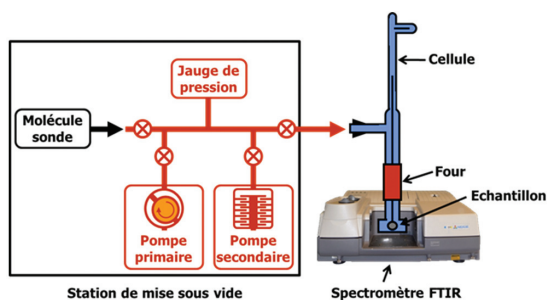 Jauge de
pression
Molécule
sonde
Pompe
primaire
Pompe
secondaire
Station de mise sous vide
Cellule
Four
Echantillon
Spectromètre FTIR